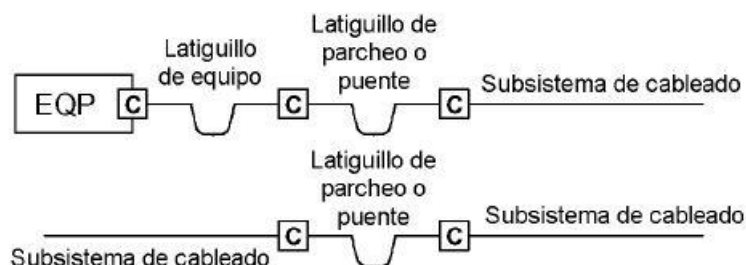 Latiguillo
de equipo
Latiguillo de
parcheo o
puente
Subsistema de cableado
EQP
C
C
C
Latiguillo de
parcheo o
puente
Subsistema de cableado
C
C
Subsistema de cableado